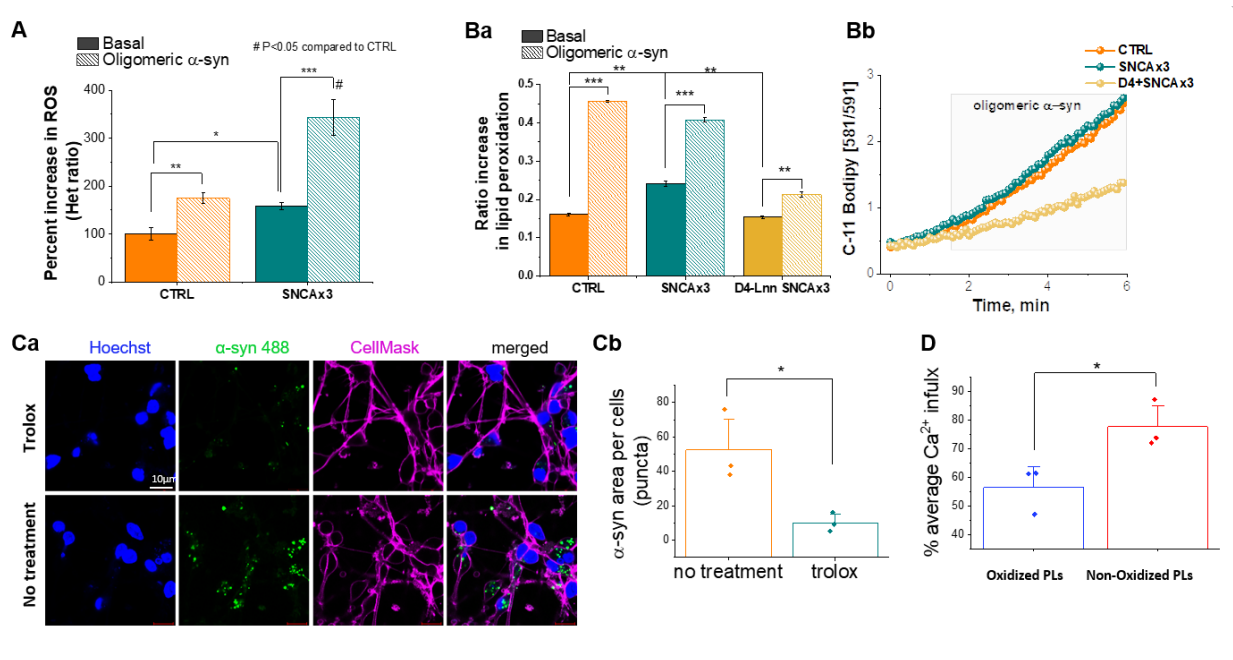 A
Basal
Oligomeric α-syn
# P<0.05 compared to CTRL
Percent increase in ROS
(Het ratio)
400
300
200
100
0
*
**
***
#
CTRL
SNCAx3
Ba
Basal
Oligomeric α-syn
Ratio increase
in lipid peroxidation
0.5
0.4
0.3
0.2
0.1
0.0
**
**
***
***
**
CTRL
SNCAx3
D4-Lnn SNCAx3
Bb
CTRL
SNCAx3
D4+SNCAx3
C-11 Bodipy [581/591]
3
2
1
0
oligomeric α–syn
0
2
4
6
Time, min
Ca
Hoechst
α-syn 488
CellMask
merged
Trolox
10μm
No treatment
Cb
α-syn area per cells
(puncta)
80
60
40
20
0
*
no treatment
trolox
D
% average Ca2+ infulx
90
80
70
60
50
40
*
Oxidized PLs
Non-Oxidized PLs